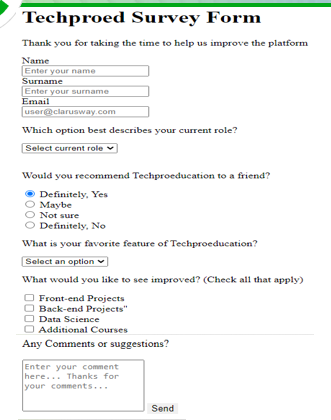 Techproed Survey Form
Thank you for taking the time to help us improve the platform
Name
Enter your name
Surname
Enter your surname
Email
user@clarusway.com
Which option best describes your current role?
Select current role
Would you recommend Techproeducation to a friend?
Definitely, Yes
Maybe
Not sure
Definitely, No
What is your favorite feature of Techproeducation?
Select an option
What would you like to see improved? (Check all that apply)
Front-end Projects
Back-end Projects"
Data Science
Additional Courses
Any Comments or suggestions?
Enter your comment
here... Thanks for
your comments...
Send